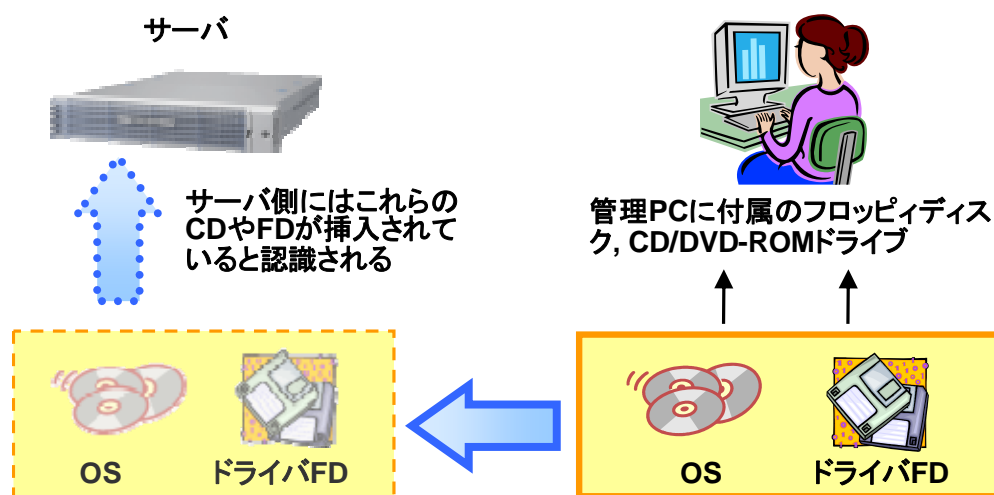 サーバ
サーバ側にはこれらの
CDやFDが挿入されて
いると認識される
管理PCに付属のフロッピィディス
ク, CD/DVD-ROMドライブ
OS
ドライバFD
OS
ドライバFD